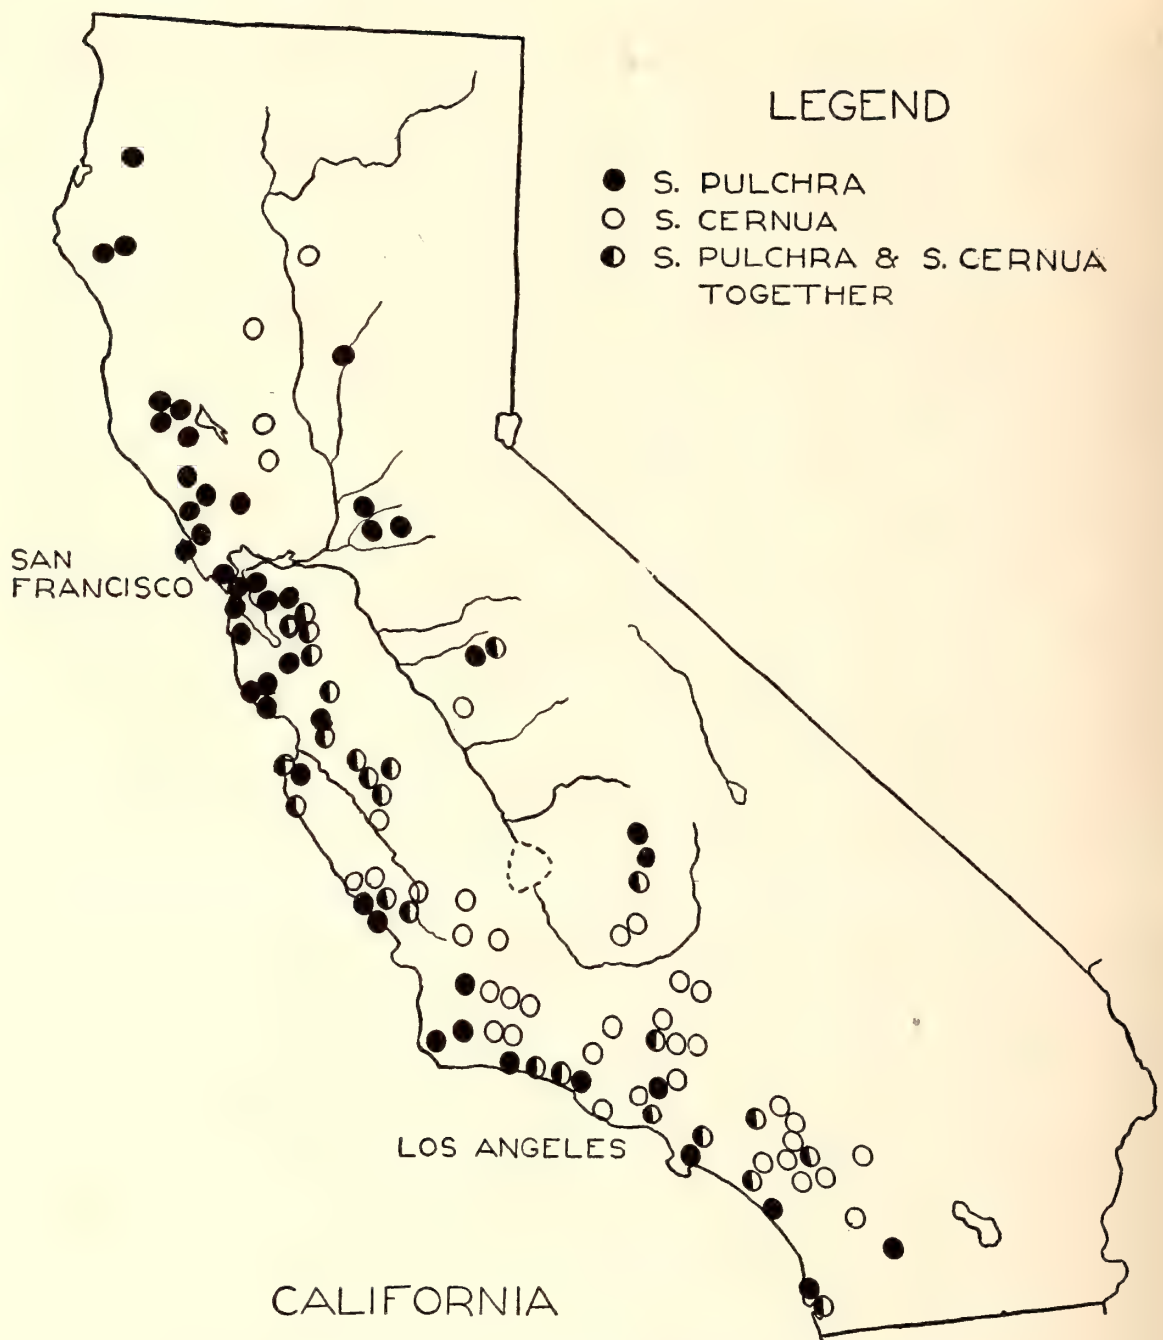 LEGEND
S. PULCHRA
S. CERNUA
S. PULCHRA & S. CERNUA
TOGETHER
SAN
FRANCISCO
LOS ANGELES
CALIFORNIA